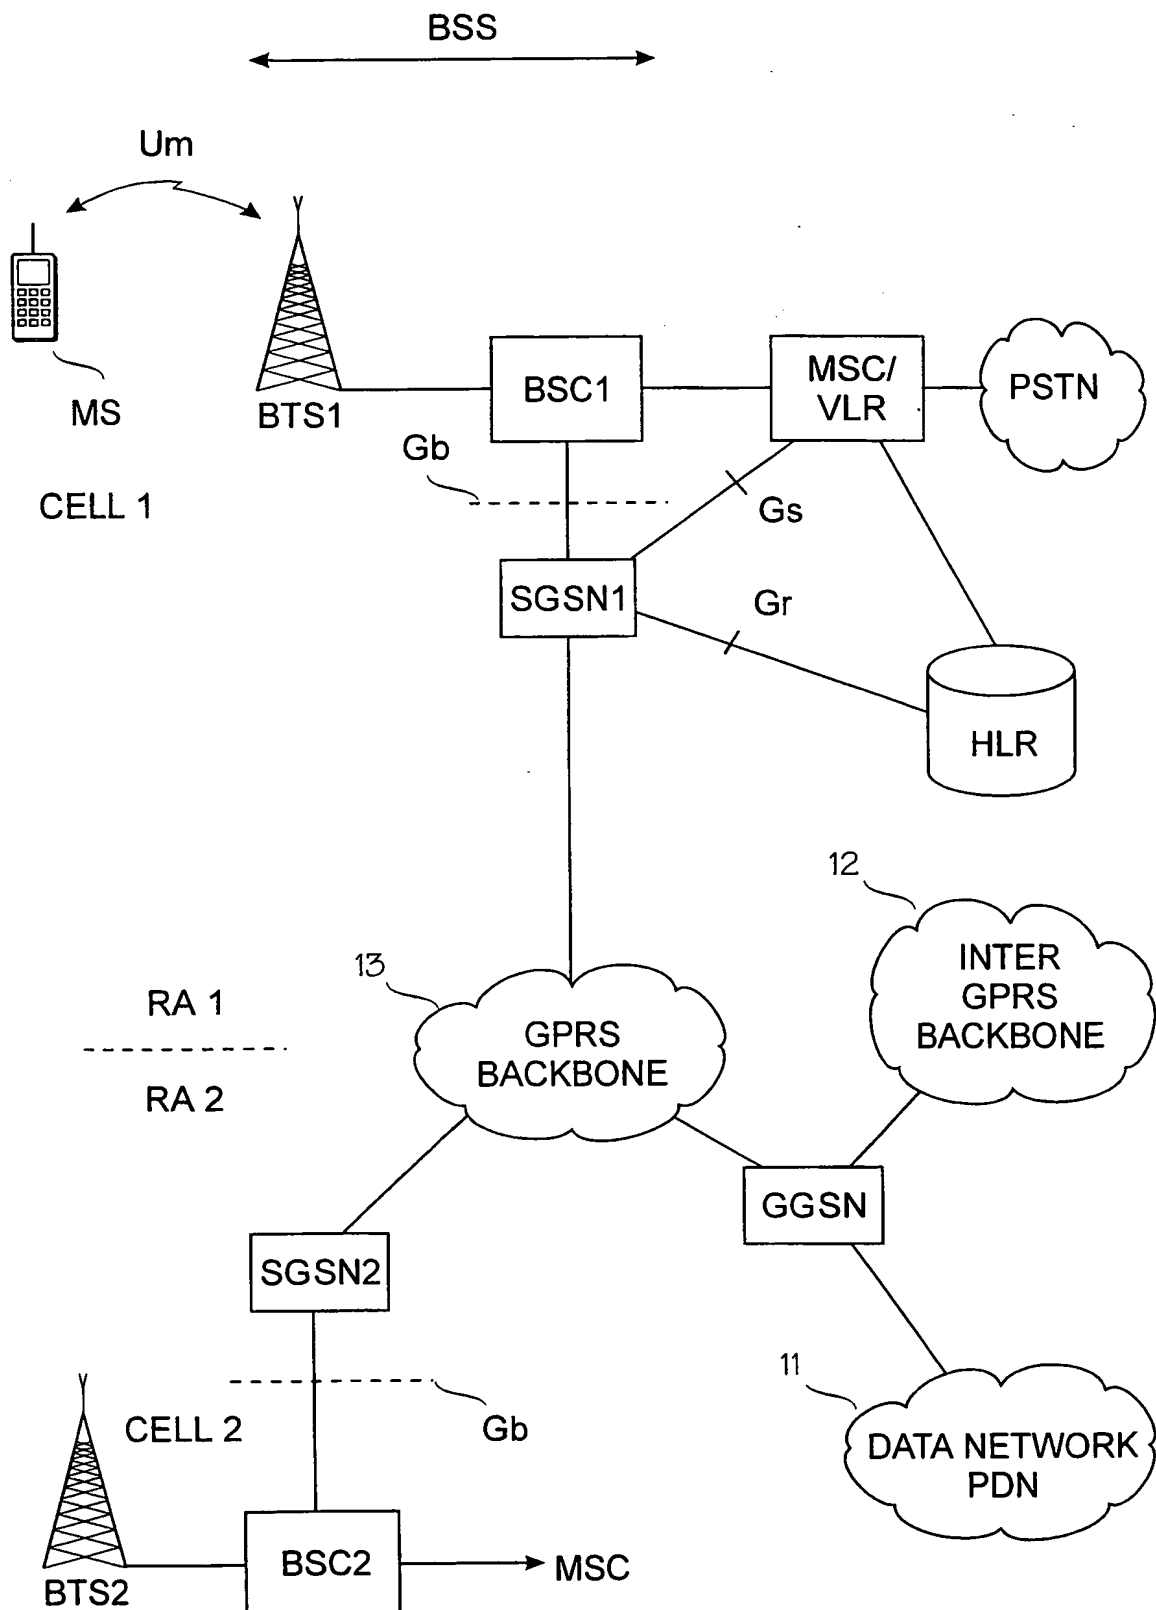 BSS
Um
MS
BTS1
BSC1
MSC/
VLR
PSTN
Gb
CELL 1
Gs
SGSN1
Gr
HLR
12
13
INTER
GPRS
BACKBONE
RA 1
GPRS
BACKBONE
RA 2
GGSN
SGSN2
11
CELL 2
Gb
DATA NETWORK
PDN
BSC2
MSC
BTS2